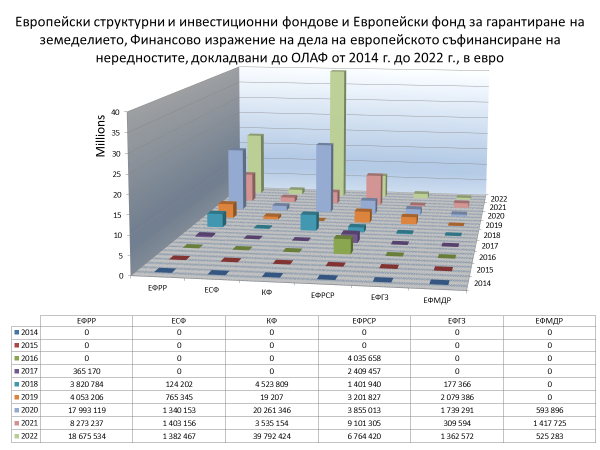 Европейски структурни и инвестиционни фондове и Европейски фонд за гарантиране на
земеделието, Финансово изражение на дела на европейското съфинансиране на
нередностите, докладвани до ОЛАФ от 2014 г. до 2022 г., в евро
Millions
40
35
30
25
20
15
10
5
0
2022
2021
2020
2019
2018
2017
2016
2015
2014
ЕФРР ЕСФ КФ ЕФРСР ЕФГЗ ЕФМДР
ЕФРР ЕСФ КФ ЕФРСР ЕФГЗ ЕФМДР
2014 0 0 0 0 0 0
2015 0 0 0 0 0 0
2016 0 0 0 4 035 658 0 0
2017 365 170 0 0 2 409 457 0 0
2018 3 820 784 124 202 4 523 809 1 401 940 177 366 0
2019 4 053 206 765 345 19 207 3 201 827 2 079 386 0
2020 17 993 119 1 340 153 20 261 346 3 855 013 1 739 291 593 896
2021 8 273 237 1 403 156 3 535 154 9 101 305 309 594 1 417 725
2022 18 675 534 1 382 467 39 792 424 6 764 420 1 362 572 525 283